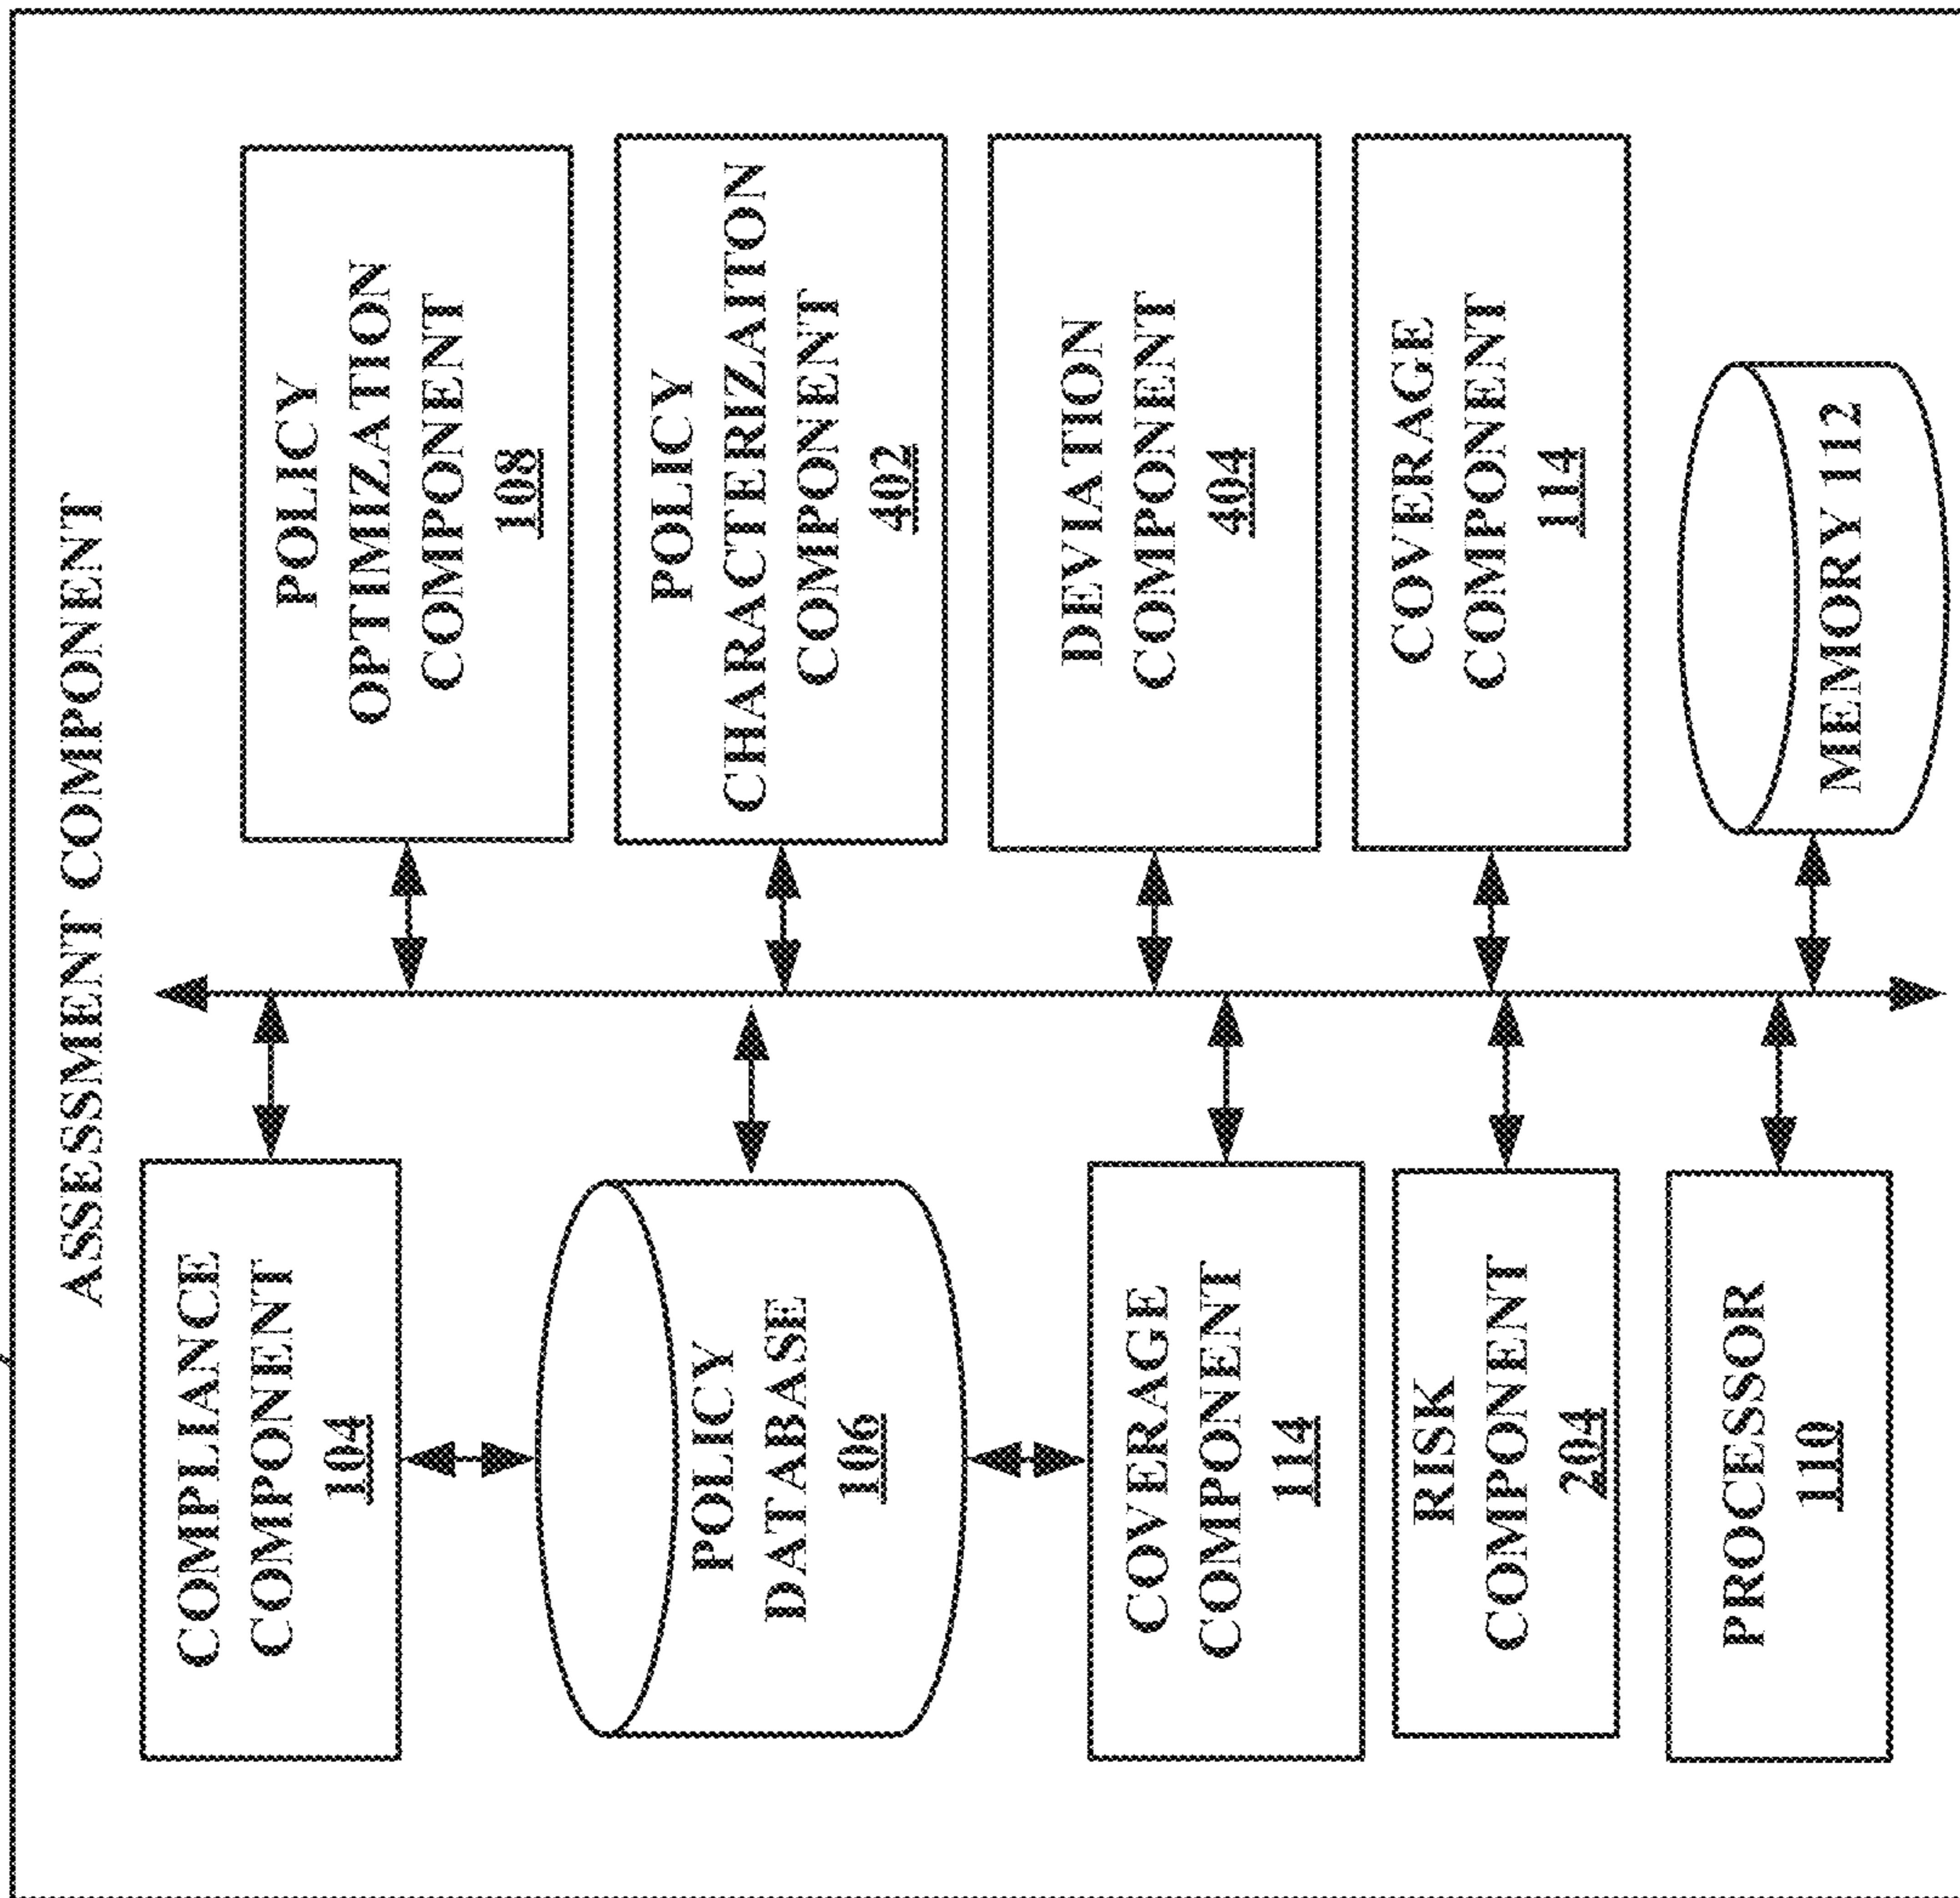 ASSESSMENT COMPONENT
COMPLIANCE
COMPONENT
104
POLICY
DATABASE
106
COVERAGE
COMPONENT
114
RISK
COMPONENT
204
PROCESSOR
110
POLICY
OPTIMIZATION
COMPONENT
108
POLICY
CHARACTERIZAITON
COMPONENT
402
DEVIATION
COMPONENT
404
COVERAGE
COMPONENT
114
MEMORY 112